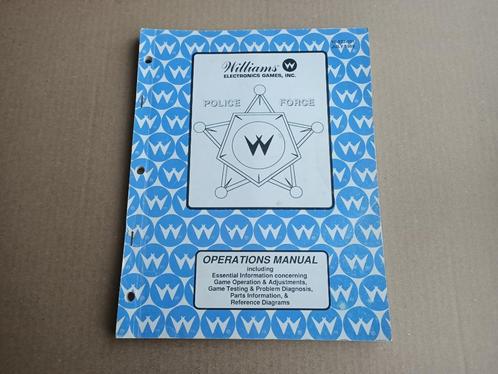 Williams
ELECTRONICS GAMES, INC.
POLICE FORCE
W
OPERATIONS MANUAL
including
Essential Information concerning
Game Operation & Adjustments,
Game Testing & Problem Diagnosis,
Parts Information, &
Reference Diagrams